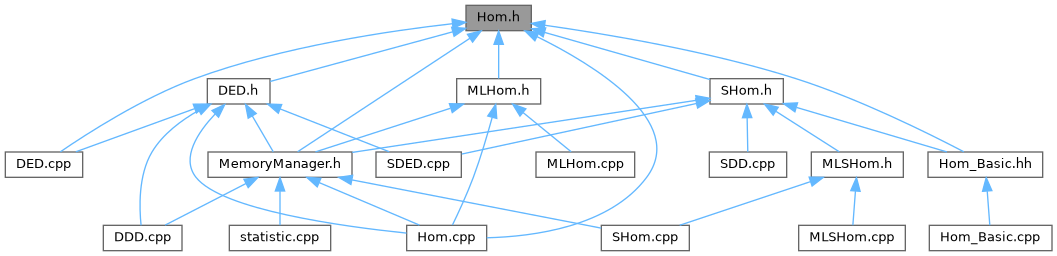 Hom.h
DED.h
MLHom.h
SHom.h
DED.cpp
MemoryManager.h
SDED.cpp
MLHom.cpp
SDD.cpp
MLSHom.h
Hom_Basic.hh
DDD.cpp
statistic.cpp
Hom.cpp
SHom.cpp
MLSHom.cpp
Hom_Basic.cpp